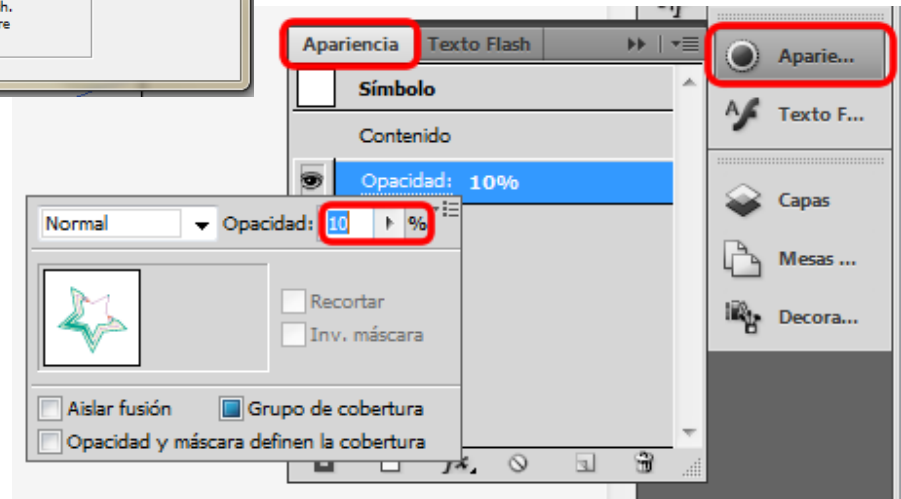 h.
re
Apariencia Texto Flash
Símbolo
Contenido
Opacidad: 10%
Normal Opacidad: 10 %
Recortar
Inv. máscara
Aislar fusión Grupo de cobertura
Opacidad y máscara definen la cobertura
fx
Aparie...
Texto F...
Capas
Mesas ...
Decora...